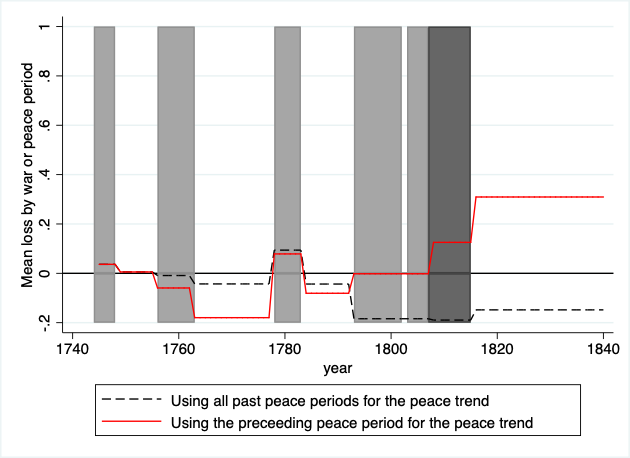 Mean loss by war or peace period
1
.8
.6
.4
.2
0
-.2
1740 1760 1780 1800 1820 1840
year
Using all past peace periods for the peace trend
Using the preceeding peace period for the peace trend